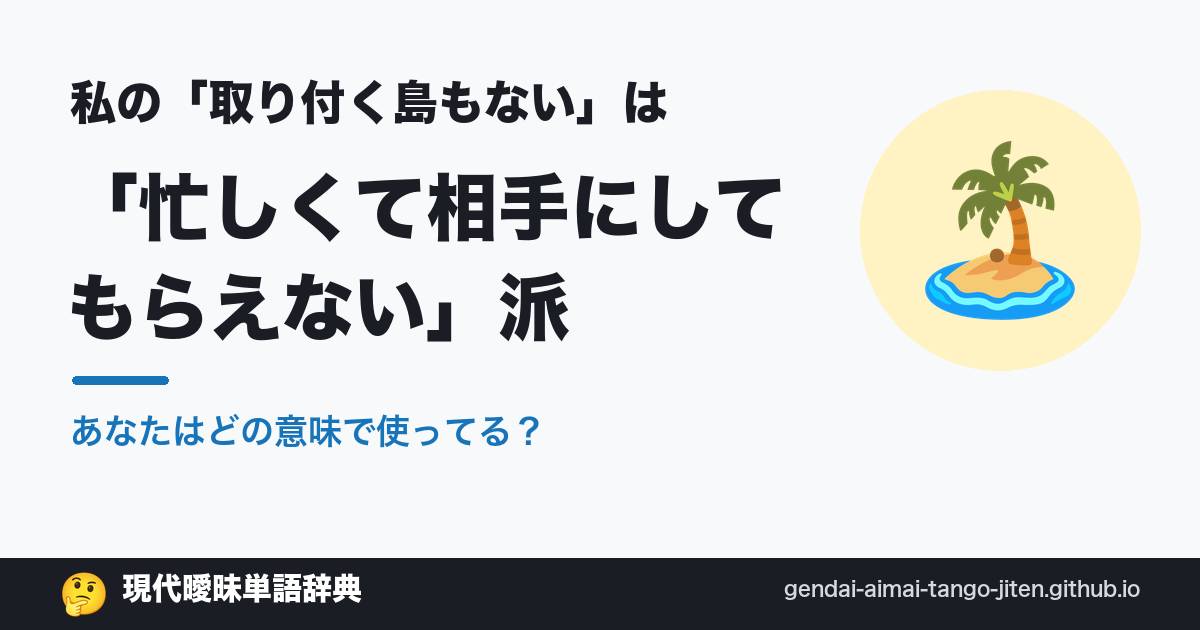 私の「取り付く島もない」は
「忙しくて相手にして
もらえない」派
あなたはどの意味で使ってる？
現代曖昧単語辞典
gendai-aimai-tango-jiten.github.io